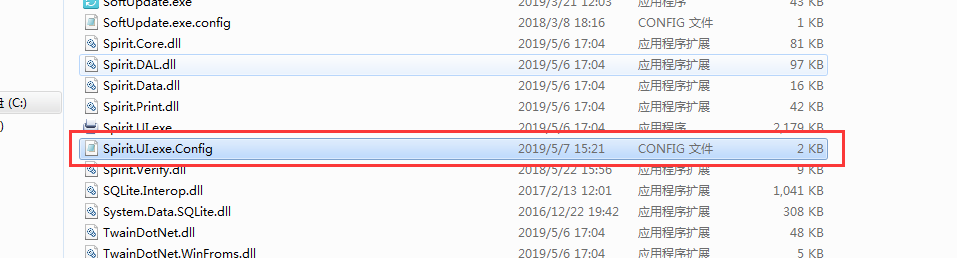 SoftUpdate.exe 2019/3/21 12:03 应用程序 43 KB
SoftUpdate.exe.config 2018/3/8 18:16 CONFIG 文件 1 KB
Spirit.Core.dll 2019/5/6 17:04 应用程序扩展 81 KB
Spirit.DAL.dll 2019/5/6 17:04 应用程序扩展 97 KB
Spirit.Data.dll 2019/5/6 17:04 应用程序扩展 16 KB
Spirit.Print.dll 2019/5/6 17:04 应用程序扩展 42 KB
(C:) Spirit.UI.exe 2019/5/6 17:04 应用程序 2,179 KB
Spirit.UI.exe.Config 2019/5/7 15:21 CONFIG 文件 2 KB
Spirit.Verify.dll 2018/5/22 15:56 应用程序扩展 9 KB
SQLite.Interop.dll 2017/2/13 12:01 应用程序扩展 1,041 KB
System.Data.SQLite.dll 2016/12/22 19:42 应用程序扩展 308 KB
TwainDotNet.dll 2019/5/6 17:04 应用程序扩展 48 KB
TwainDotNet.WinFroms.dll 2019/5/6 17:04 应用程序扩展 5 KB